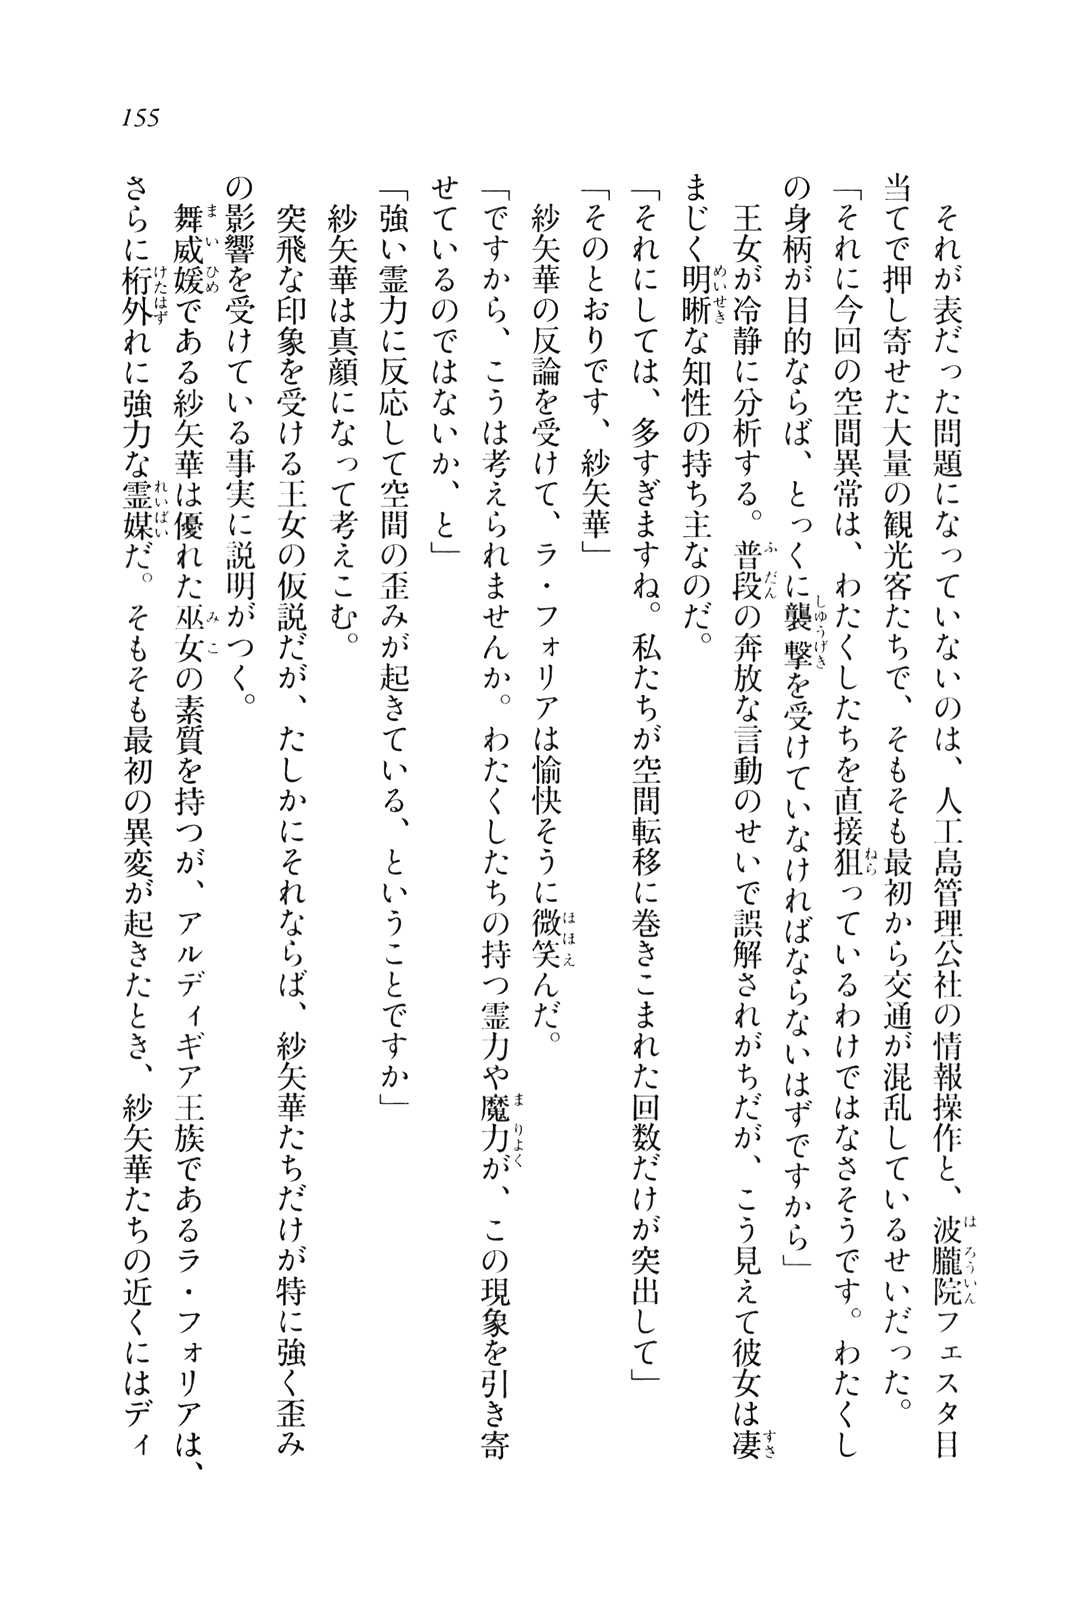 155
それが表だった問題になっていないのは、人工島管理公社の情報操作と、波朧院フェスタ目
当てで押し寄せた大量の観光客たちで、そもそも最初から交通が混乱しているせいだった。
「それに今回の空間異常は、わたくしたちを直接狙っているわけではなさそうです。わたくし
の身柄が目的ならば、とっくに襲撃を受けていなければならないはずですから」
王女が冷静に分析する。普段の奔放な言動のせいで誤解されがちだが、こう見えて彼女は凄
まじく明晰な知性の持ち主なのだ。
「それにしては、多すぎますね。私たちが空間転移に巻きこまれた回数だけが突出して」
「そのとおりです、紗矢華」
紗矢華の反論を受けて、ラ・フォリアは愉快そうに微笑んだ。
「ですから、こうは考えられませんか。わたくしたちの持つ霊力や魔力が、この現象を引き寄
せているのではないか、と」
「強い霊力に反応して空間の歪みが起きている、ということですか」
紗矢華は真顔になって考えこむ。
突飛な印象を受ける王女の仮説だが、たしかにそれならば、紗矢華たちだけが特に強く歪み
の影響を受けている事実に説明がつく。
舞威媛である紗矢華は優れた巫女の素質を持つが、アルディギア王族であるラ・フォリアは、
さらに桁外れに強力な霊媒だ。そもそも最初の異変が起きたとき、紗矢華たちの近くにはディ